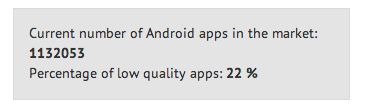 Current number of Android apps in the market:
1132053
Percentage of low quality apps: 22 %